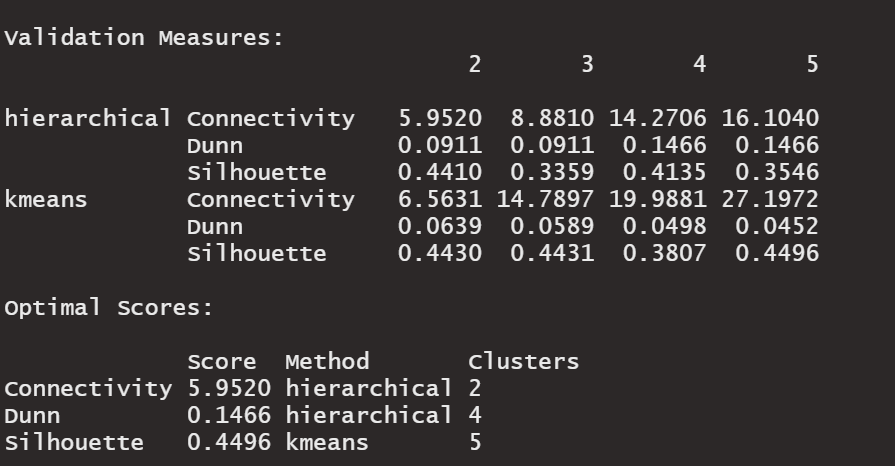 Validation Measures:
                                 2       3       4       5

hierarchical Connectivity   5.9520  8.8810 14.2706 16.1040
             Dunn           0.0911  0.0911  0.1466  0.1466
             Silhouette     0.4410  0.3359  0.4135  0.3546
kmeans       Connectivity   6.5631 14.7897 19.9881 27.1972
             Dunn           0.0639  0.0589  0.0498  0.0452
             Silhouette     0.4430  0.4431  0.3807  0.4496

Optimal Scores:

             Score  Method       Clusters
Connectivity 5.9520 hierarchical 2
Dunn         0.1466 hierarchical 4
Silhouette   0.4496 kmeans       5